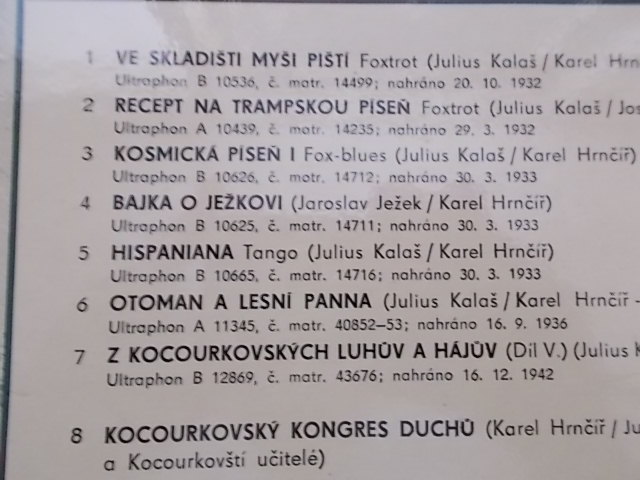 1 VE SKLADIŠTI MYŠI PIŠTÍ Foxtrot (Julius Kalaš / Karel Hrn
Ultraphon B 10536, č. matr. 14499; nahráno 20. 10. 1932
2 RECEPT NA TRAMPSKOU PÍSEŇ Foxtrot (Julius Kalaš / Jos
Ultraphon A 10439, č. matr. 14235; nahráno 29. 3. 1932
3 KOSMICKÁ PÍSEŇ I Fox-blues (Julius Kalaš / Karel Hrnčíř)
Ultraphon B 10626, č. matr. 14712; nahráno 30. 3. 1933
4 BAJKA O JEŽKOVI (Jaroslav Ježek / Karel Hrnčíř)
Ultraphon B 10625, č. matr. 14711; nahráno 30. 3. 1933
5 HISPANIANA Tango (Julius Kalaš / Karel Hrnčíř)
Ultraphon B 10665, č. matr. 14716; nahráno 30. 3. 1933
6 OTOMAN A LESNÍ PANNA (Julius Kalaš / Karel Hrnčíř -
Ultraphon A 11345, č. matr. 40852–53; nahráno 16. 9. 1936
7 Z KOCOURKOVSKÝCH LUHŮV A HÁJŮV (Díl V.) (Julius K
Ultraphon B 12869, č. matr. 43676; nahráno 16. 12. 1942
8 KOCOURKOVSKÝ KONGRES DUCHŮ (Karel Hrnčíř / Ju
a Kocourkovští učitelé)